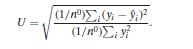 U = √((1/n⁰)∑ᵢ(yᵢ − ŷᵢ)² / (1/n⁰)∑ᵢ yᵢ²).